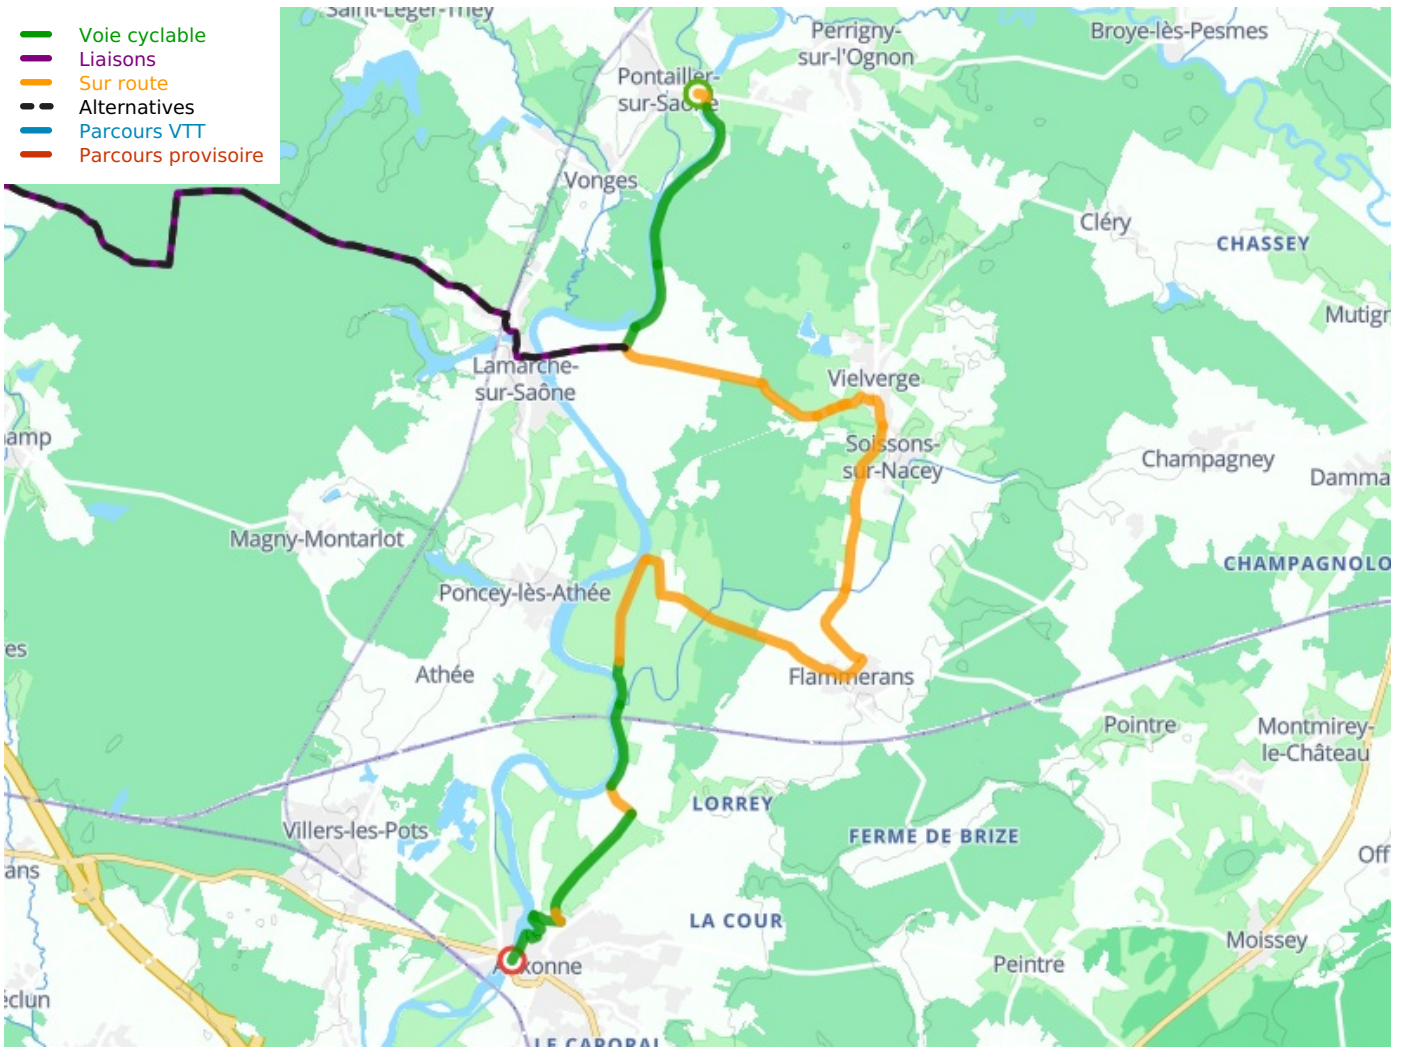 Voie cyclable
Liaisons
Sur route
Alternatives
Parcours VTT
Parcours provisoire
Perrigny-
sur-l'Ognon
Broye-lès-Pesmes
Pontailler-
sur-Saône
Vonges
Cléry
CHASSEY
Mutigr
Lamarche-
sur-Saône
Vielverge
amp
Soissons-
sur-Nacey
Champagney
Damma
Magny-Montarlot
CHAMPAGNOLO
Poncey-lès-Athée
es
Athée
Flammerans
Pointre
Montmirey-
le-Château
LORREY
Villers-les-Pots
FERME DE BRIZE
Off
ans
LA COUR
Moissey
Auxonne
Peintre
eclun
LE CAPORAL